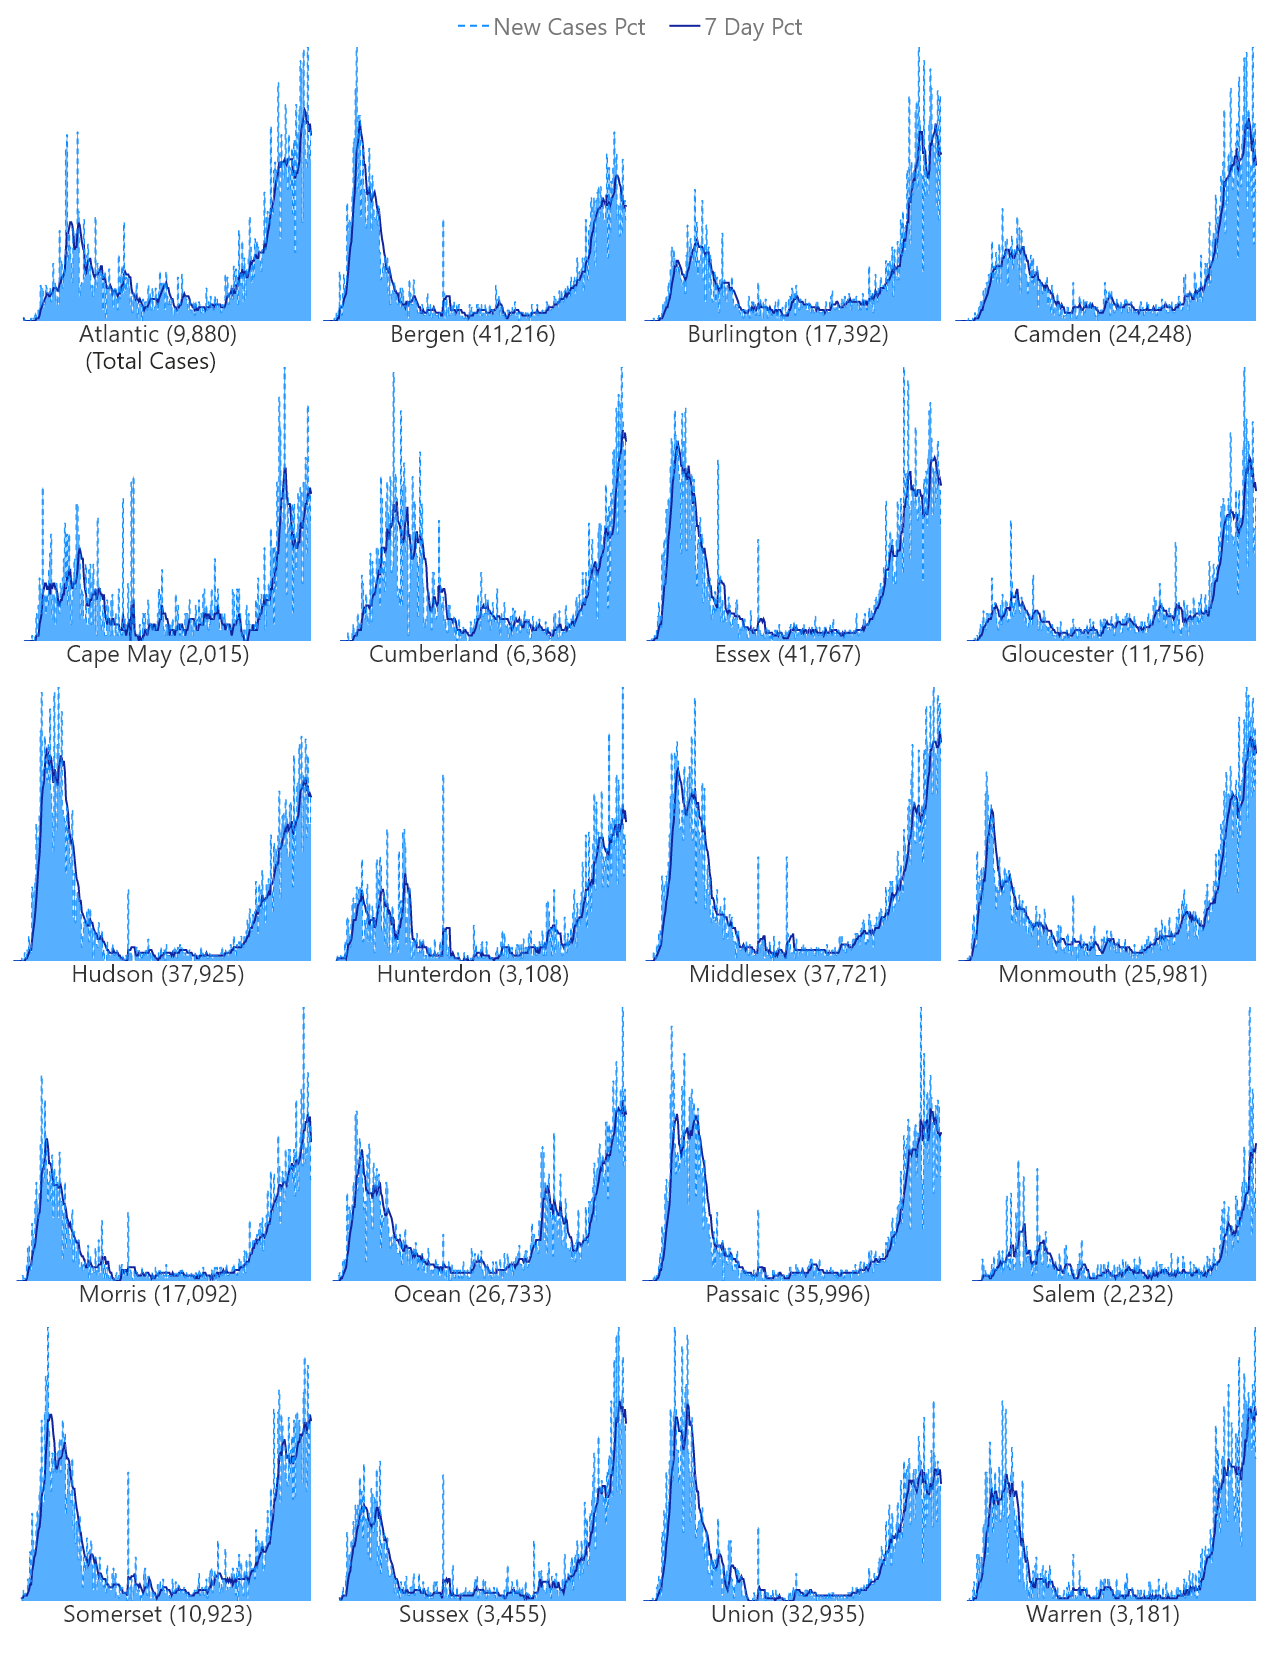 New Cases Pct 7 Day Pct
Atlantic (9,880) Bergen (41,216) Burlington (17,392) Camden (24,248)
(Total Cases)
Cape May (2,015) Cumberland (6,368) Essex (41,767) Gloucester (11,756)
Hudson (37,925) Hunterdon (3,108) Middlesex (37,721) Monmouth (25,981)
Morris (17,092) Ocean (26,733) Passaic (35,996) Salem (2,232)
Somerset (10,923) Sussex (3,455) Union (32,935) Warren (3,181)